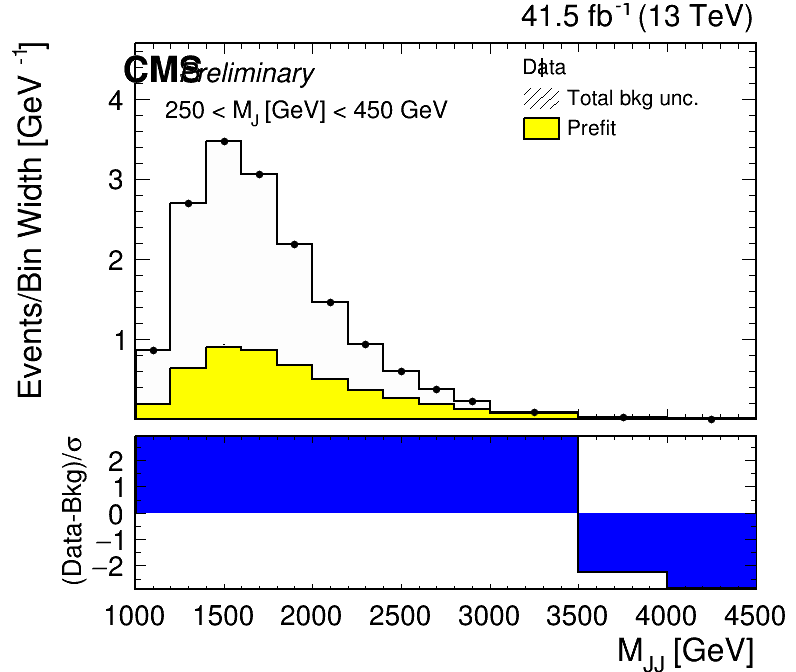 41.5 fb⁻¹ (13 TeV)
CMS Preliminary
Data
250 < M_J [GeV] < 450 GeV
Total bkg unc.
Prefit
Events/Bin Width [GeV⁻¹]
4
3
2
1
(Data-Bkg)/σ
2
1
0
−1
−2
1000 1500 2000 2500 3000 3500 4000 4500
M_JJ [GeV]